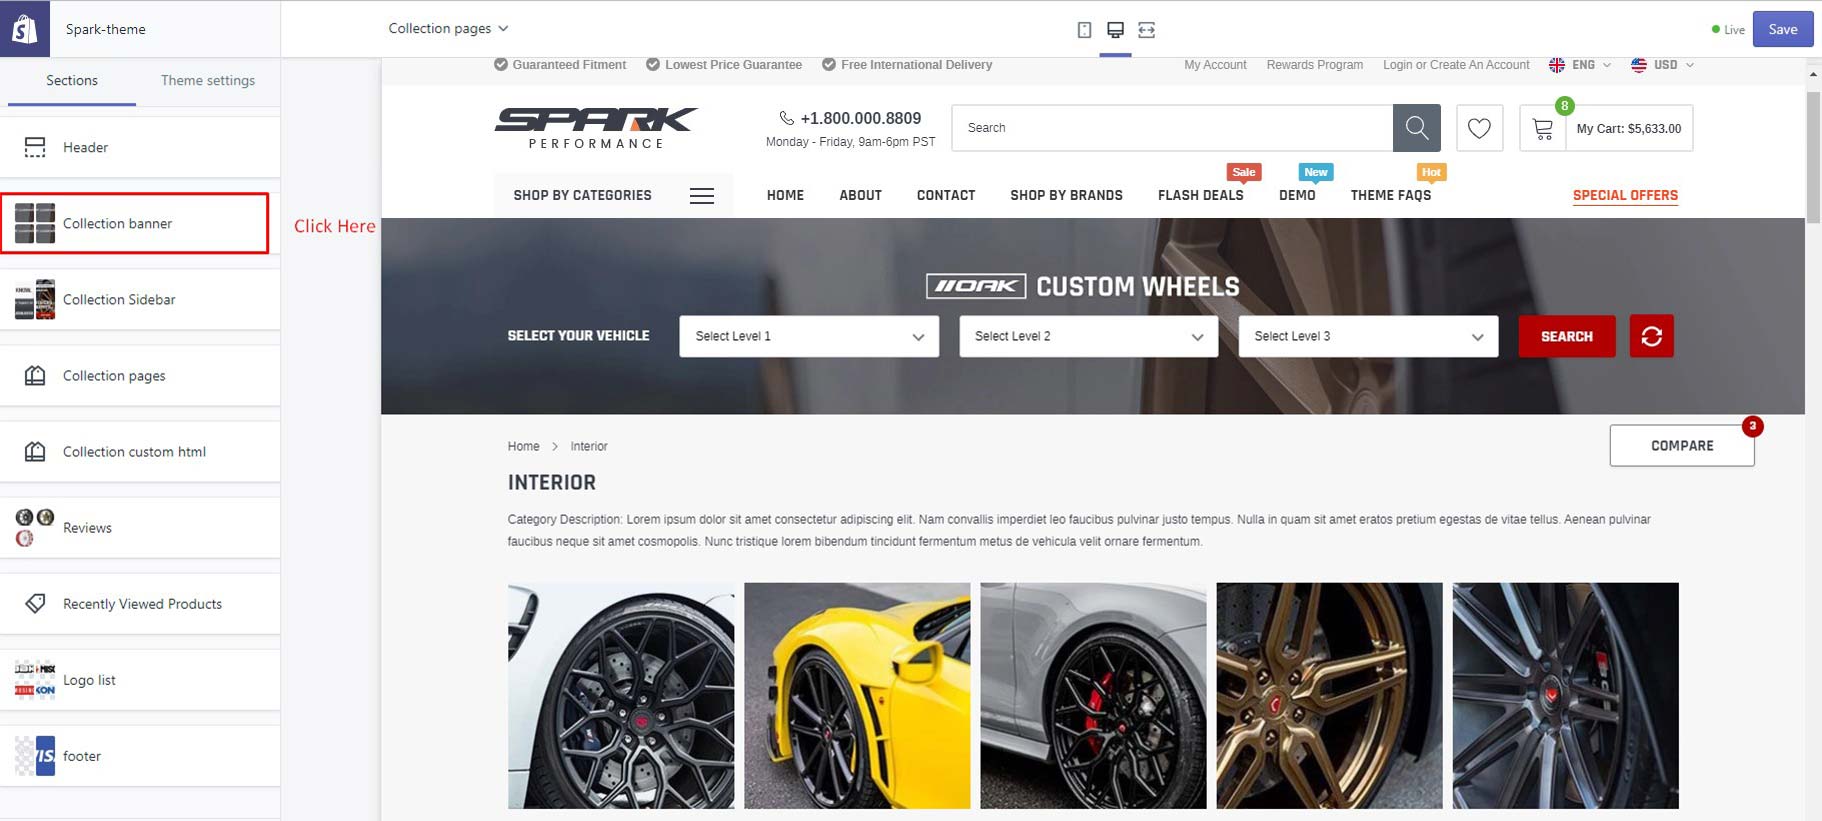 Spark-theme
Collection pages
Live
Save
Sections
Theme settings
Header
Collection banner
Click Here
Collection Sidebar
Collection pages
Collection custom html
Reviews
Recently Viewed Products
Logo list
footer
Guaranteed Fitment
Lowest Price Guarantee
Free International Delivery
My Account
Rewards Program
Login or Create An Account
ENG
USD
SPARK
PERFORMANCE
+1.800.000.8809
Monday - Friday, 9am-6pm PST
Search
8
My Cart: $5,633.00
Sale
New
Hot
SHOP BY CATEGORIES
HOME
ABOUT
CONTACT
SHOP BY BRANDS
FLASH DEALS
DEMO
THEME FAQS
SPECIAL OFFERS
OAK CUSTOM WHEELS
SELECT YOUR VEHICLE
Select Level 1
Select Level 2
Select Level 3
SEARCH
Home > Interior
3
COMPARE
INTERIOR
Category Description: Lorem ipsum dolor sit amet consectetur adipiscing elit. Nam convallis imperdiet leo faucibus pulvinar justo tempus. Nulla in quam sit amet eratos pretium egestas de vitae tellus. Aenean pulvinar
faucibus neque sit amet cosmopolis. Nunc tristique lorem bibendum tincidunt fermentum metus de vehicula velit ornare fermentum.